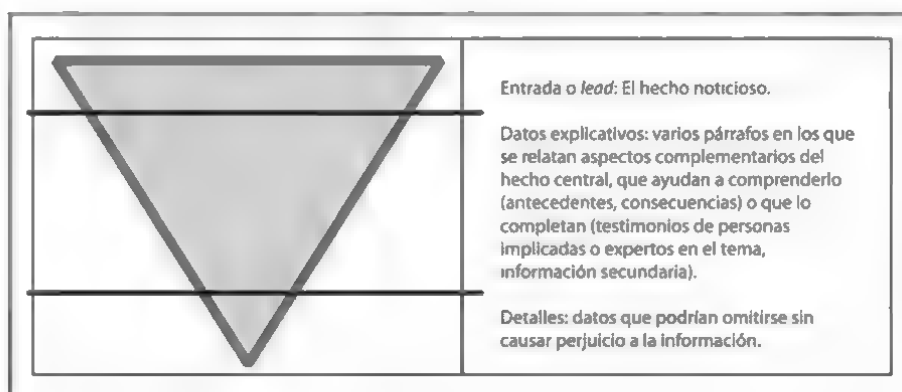 Entrada o lead: El hecho noticioso.
Datos explicativos: varios párrafos en los que
se relatan aspectos complementarios del
hecho central, que ayudan a comprenderlo
(antecedentes, consecuencias) o que lo
completan (testimonios de personas
implicadas o expertos en el tema,
información secundaria).
Detalles: datos que podrían omitirse sin
causar perjuicio a la información.